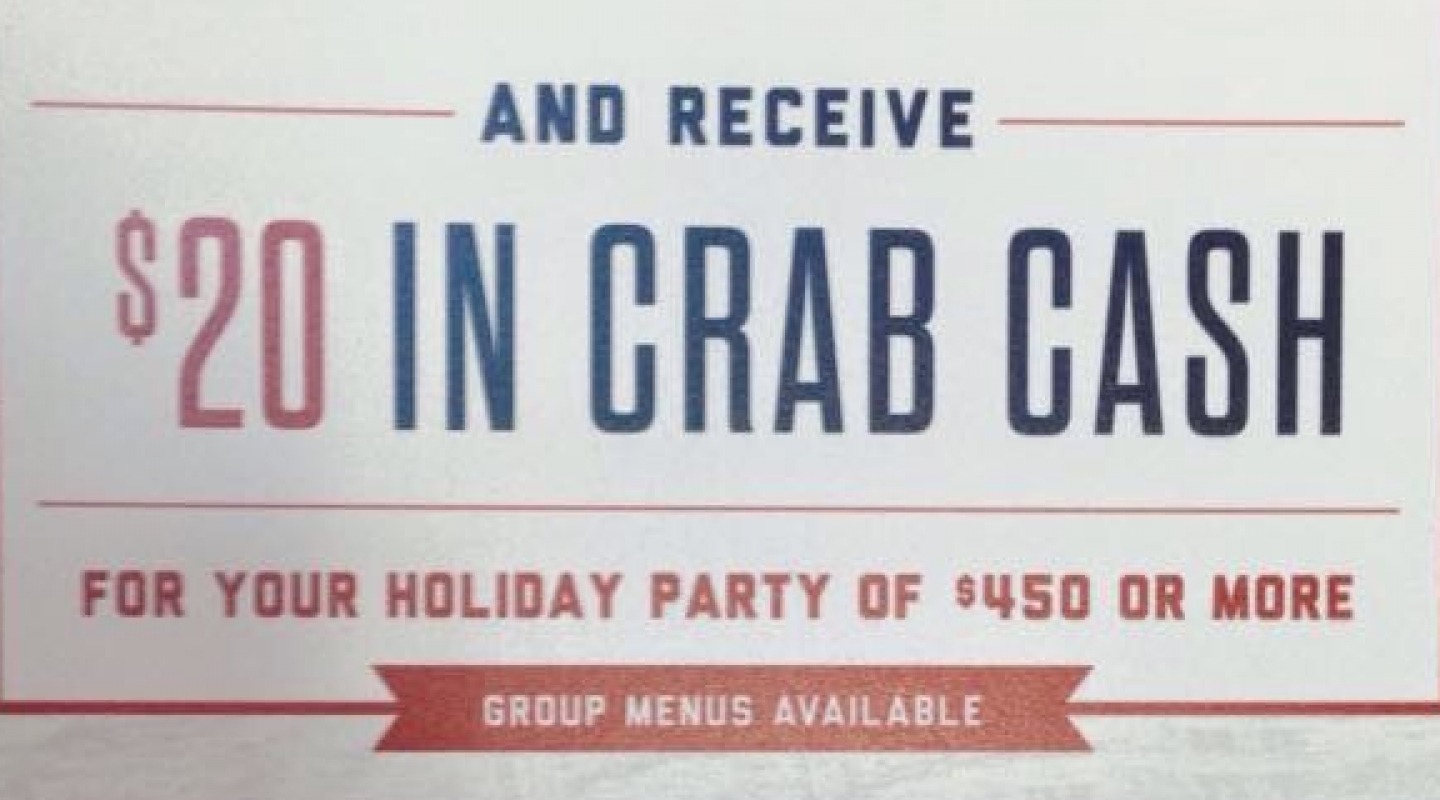 AND RECEIVE
$20 IN CRAB CASH
FOR YOUR HOLIDAY PARTY OF $450 OR MORE
GROUP MENUS AVAILABLE